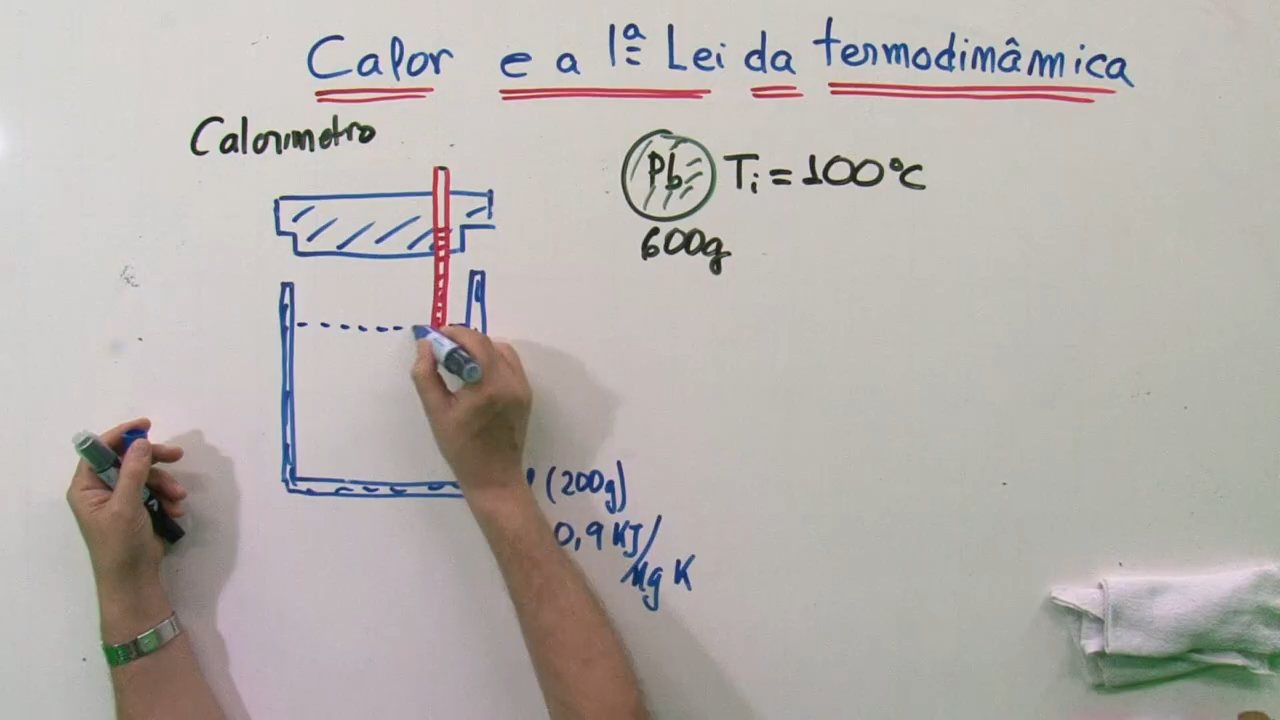 Calor e a 1ª Lei da termodinâmica
Calorimetro
Pb Ti = 100°C
600g
(200g)
0,9 KJ/
Kg K